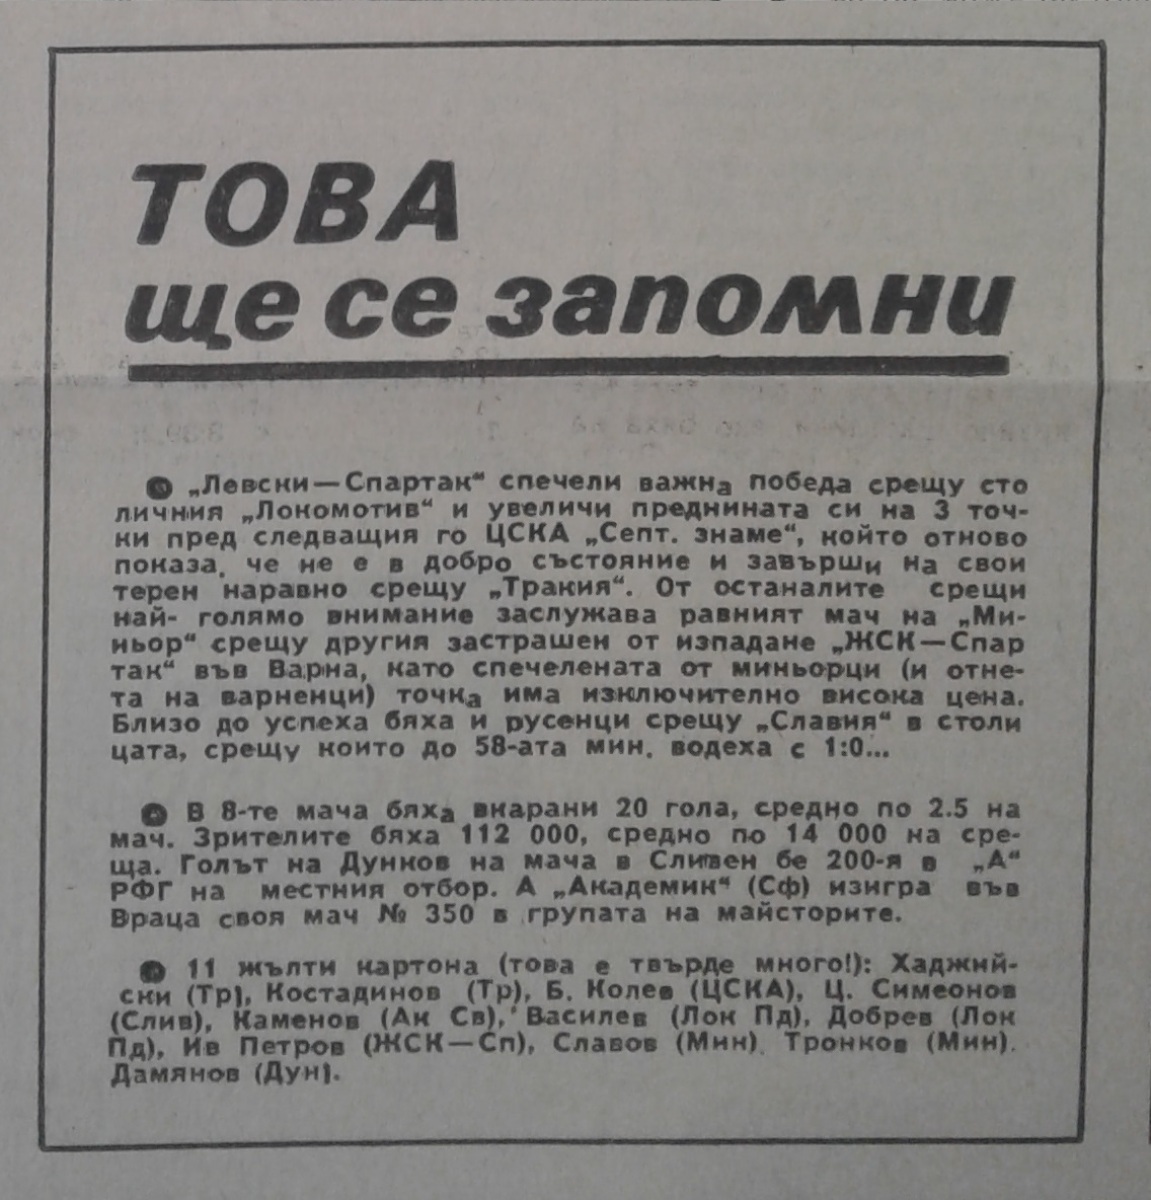 ТОВА
ще се запомни
„Левски—Спартак“ спечели важна победа срещу сто
личния „Локомотив“ и увеличи преднината си на 3 точ-
ки пред следващия го ЦСКА „Септ. знаме“, който отново
показа, че не е в добро състояние и завърши на свои
терен наравно срещу „Тракия“. От останалите срещи
най- голямо внимание заслужава равният мач на „Ми-
ньор“ срещу другия застрашен от изпадане „ЖСК—Спар
так“ във Варна, като спечелената от миньорци (и отне-
та на варненци) точка има изключително висока цена.
Близо до успеха бяха и русенци срещу „Славия“ в столи
цата, срещу които до 58-ата мин. водеха с 1:0...
В 8-те мача бяха вкарани 20 гола, средно по 2.5 на
мач. Зрителите бяха 112 000, средно по 14 000 на сре-
ща. Голът на Дунков на мача в Сливен бе 200-я в „А“
РФГ на местния отбор. А „Академик“ (Сф) изигра във
Враца своя мач № 350 в групата на майсторите.
11 жълти картона (това е твърде много!): Хаджий-
ски (Тр), Костадинов (Тр), Б. Колев (ЦСКА), Ц. Симеонов
(Слив), Каменов (Ак Св), Василев (Лок Пд), Добрев (Лок
Пд), Ив Петров (ЖСК—Сп), Славов (Мин). Тронков (Мин).
Дамянов (Дун).